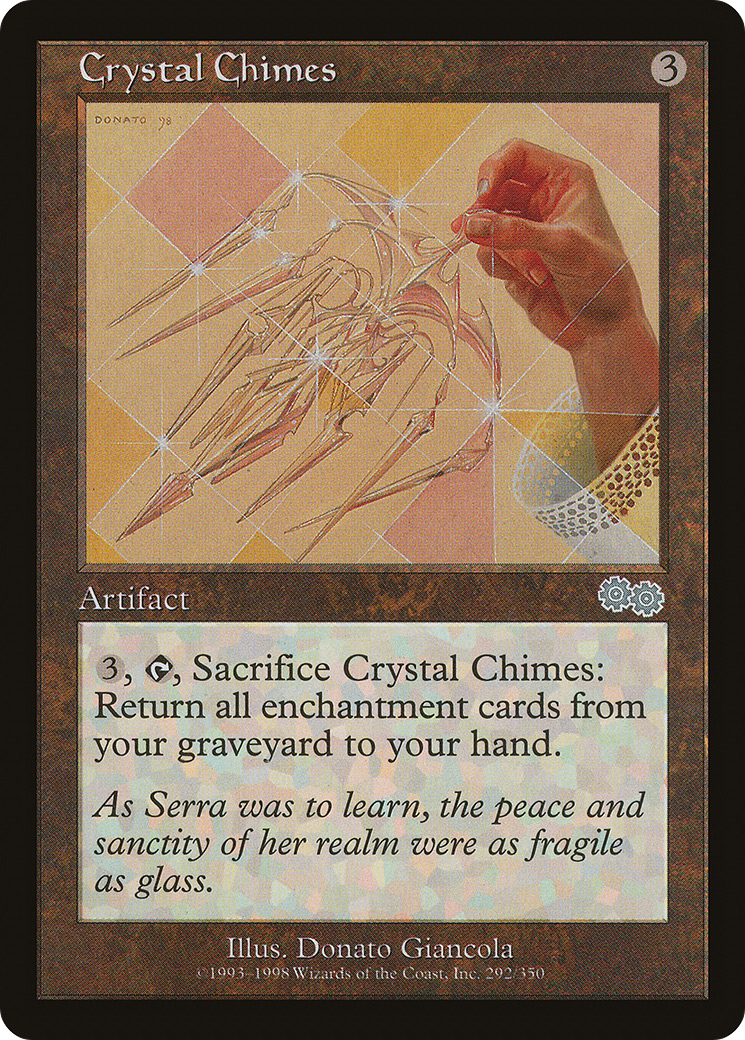 Crystal Chimes
3
DONATO 98
Artifact
3, , Sacrifice Crystal Chimes:
Return all enchantment cards from
your graveyard to your hand.
As Serra was to learn, the peace and
sanctity of her realm were as fragile
as glass.
Illus. Donato Giancola
©1993–1998 Wizards of the Coast, Inc. 292/350